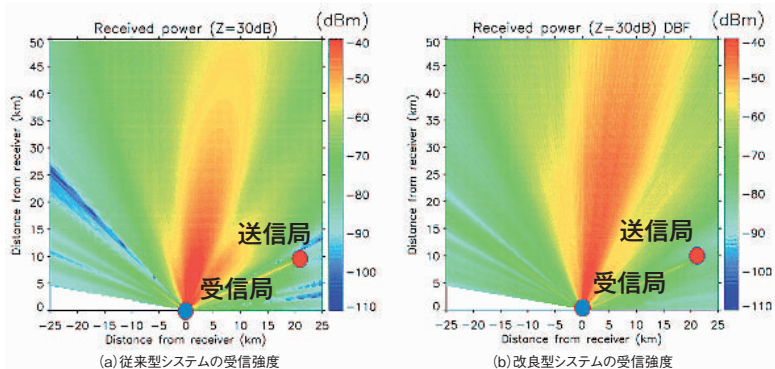 Received power (Z=30dB)
(dBm)
Distance from receiver (km)
50
45
40
35
30
25
20
15
10
5
0
-25 -20 -15 -10 -5 0 5 10 15 20 25
Distance from receiver (km)
-40
-50
-60
-70
-80
-90
-100
-110
送信局
受信局
(a)従来型システムの受信強度
Received power (Z=30dB) DBF
(dBm)
Distance from receiver (km)
50
45
40
35
30
25
20
15
10
5
0
-25 -20 -15 -10 -5 0 5 10 15 20 25
Distance from receiver (km)
-40
-50
-60
-70
-80
-90
-100
-110
送信局
受信局
(b)改良型システムの受信強度